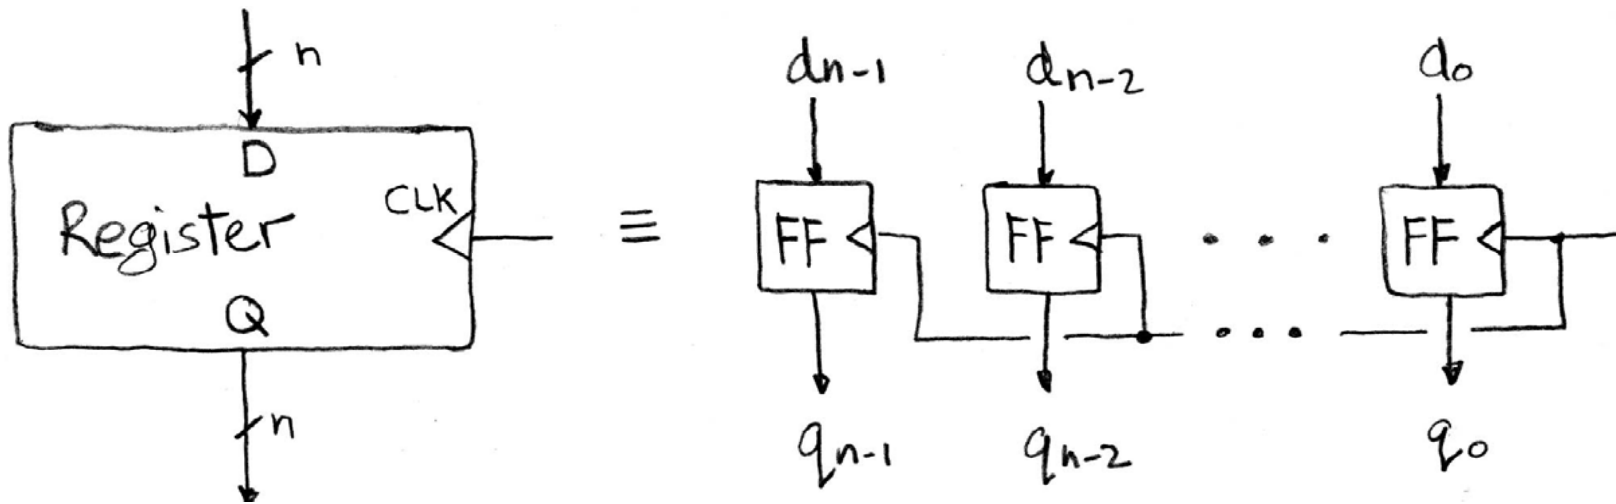 n
D
Register
CLK
Q
n
≡
dn-1 dn-2 d0
FF FF . . . FF
. . .
qn-1 qn-2 q0